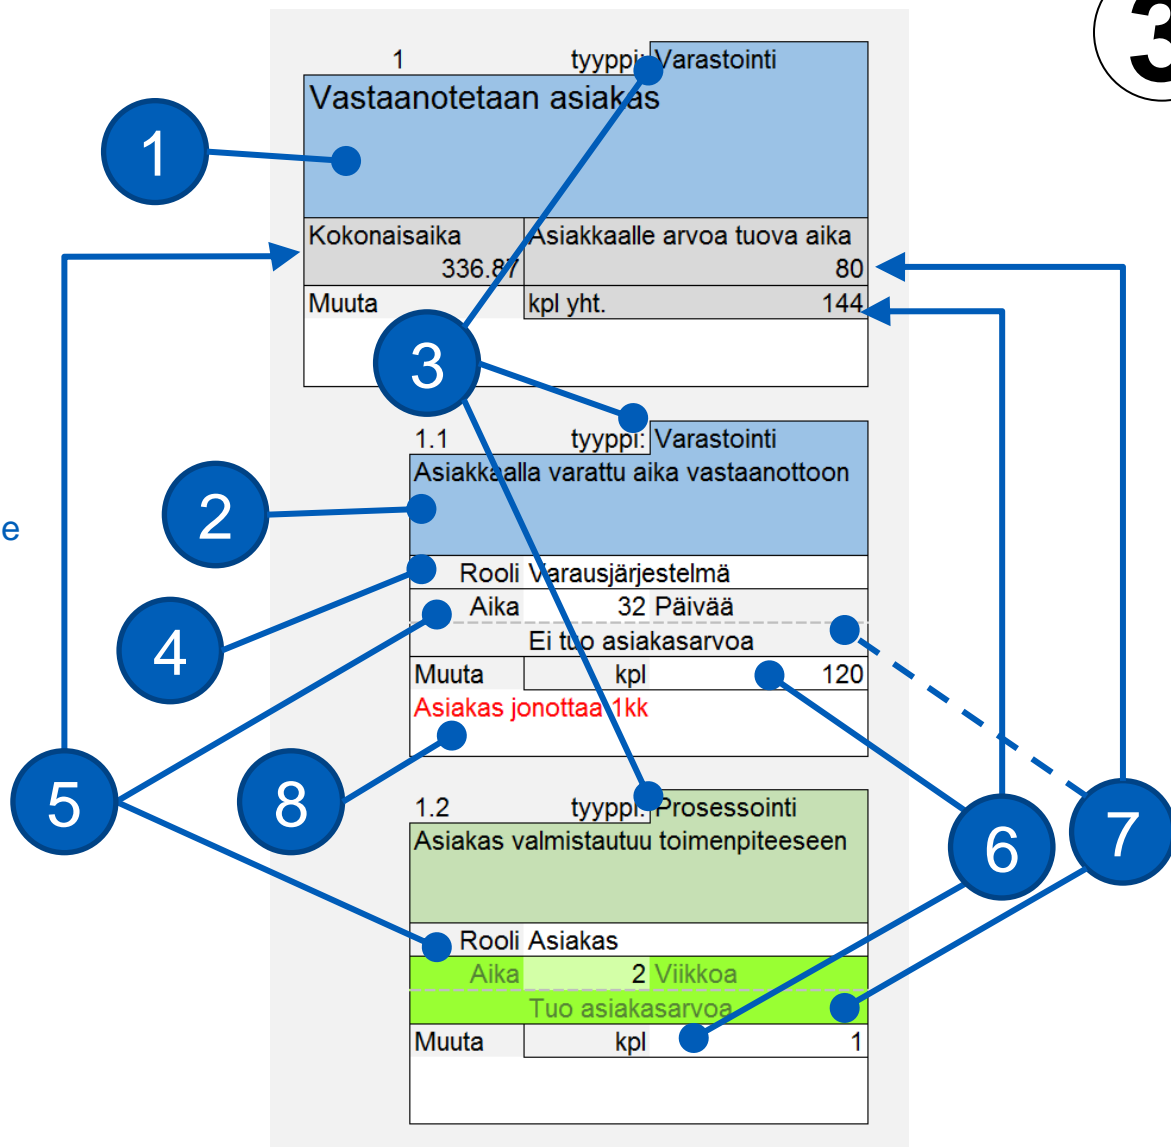 3
1 tyyppi: Varastointi
Vastaanotetaan asiakas
1
Kokonaisaika Asiakkaalle arvoa tuova aika
336.87 80
Muuta kpl yht. 144
3
1.1 tyyppi: Varastointi
Asiakkaalla varattu aika vastaanottoon
2
e
Rooli Varausjärjestelmä
Aika 32 Päivää
4
Ei tuo asiakasarvoa
Muuta kpl 120
Asiakas jonottaa 1kk
5
8
1.2 tyyppi: Prosessointi
Asiakas valmistautuu toimenpiteeseen
6
7
Rooli Asiakas
Aika 2 Viikkoa
Tuo asiakasarvoa
Muuta kpl 1